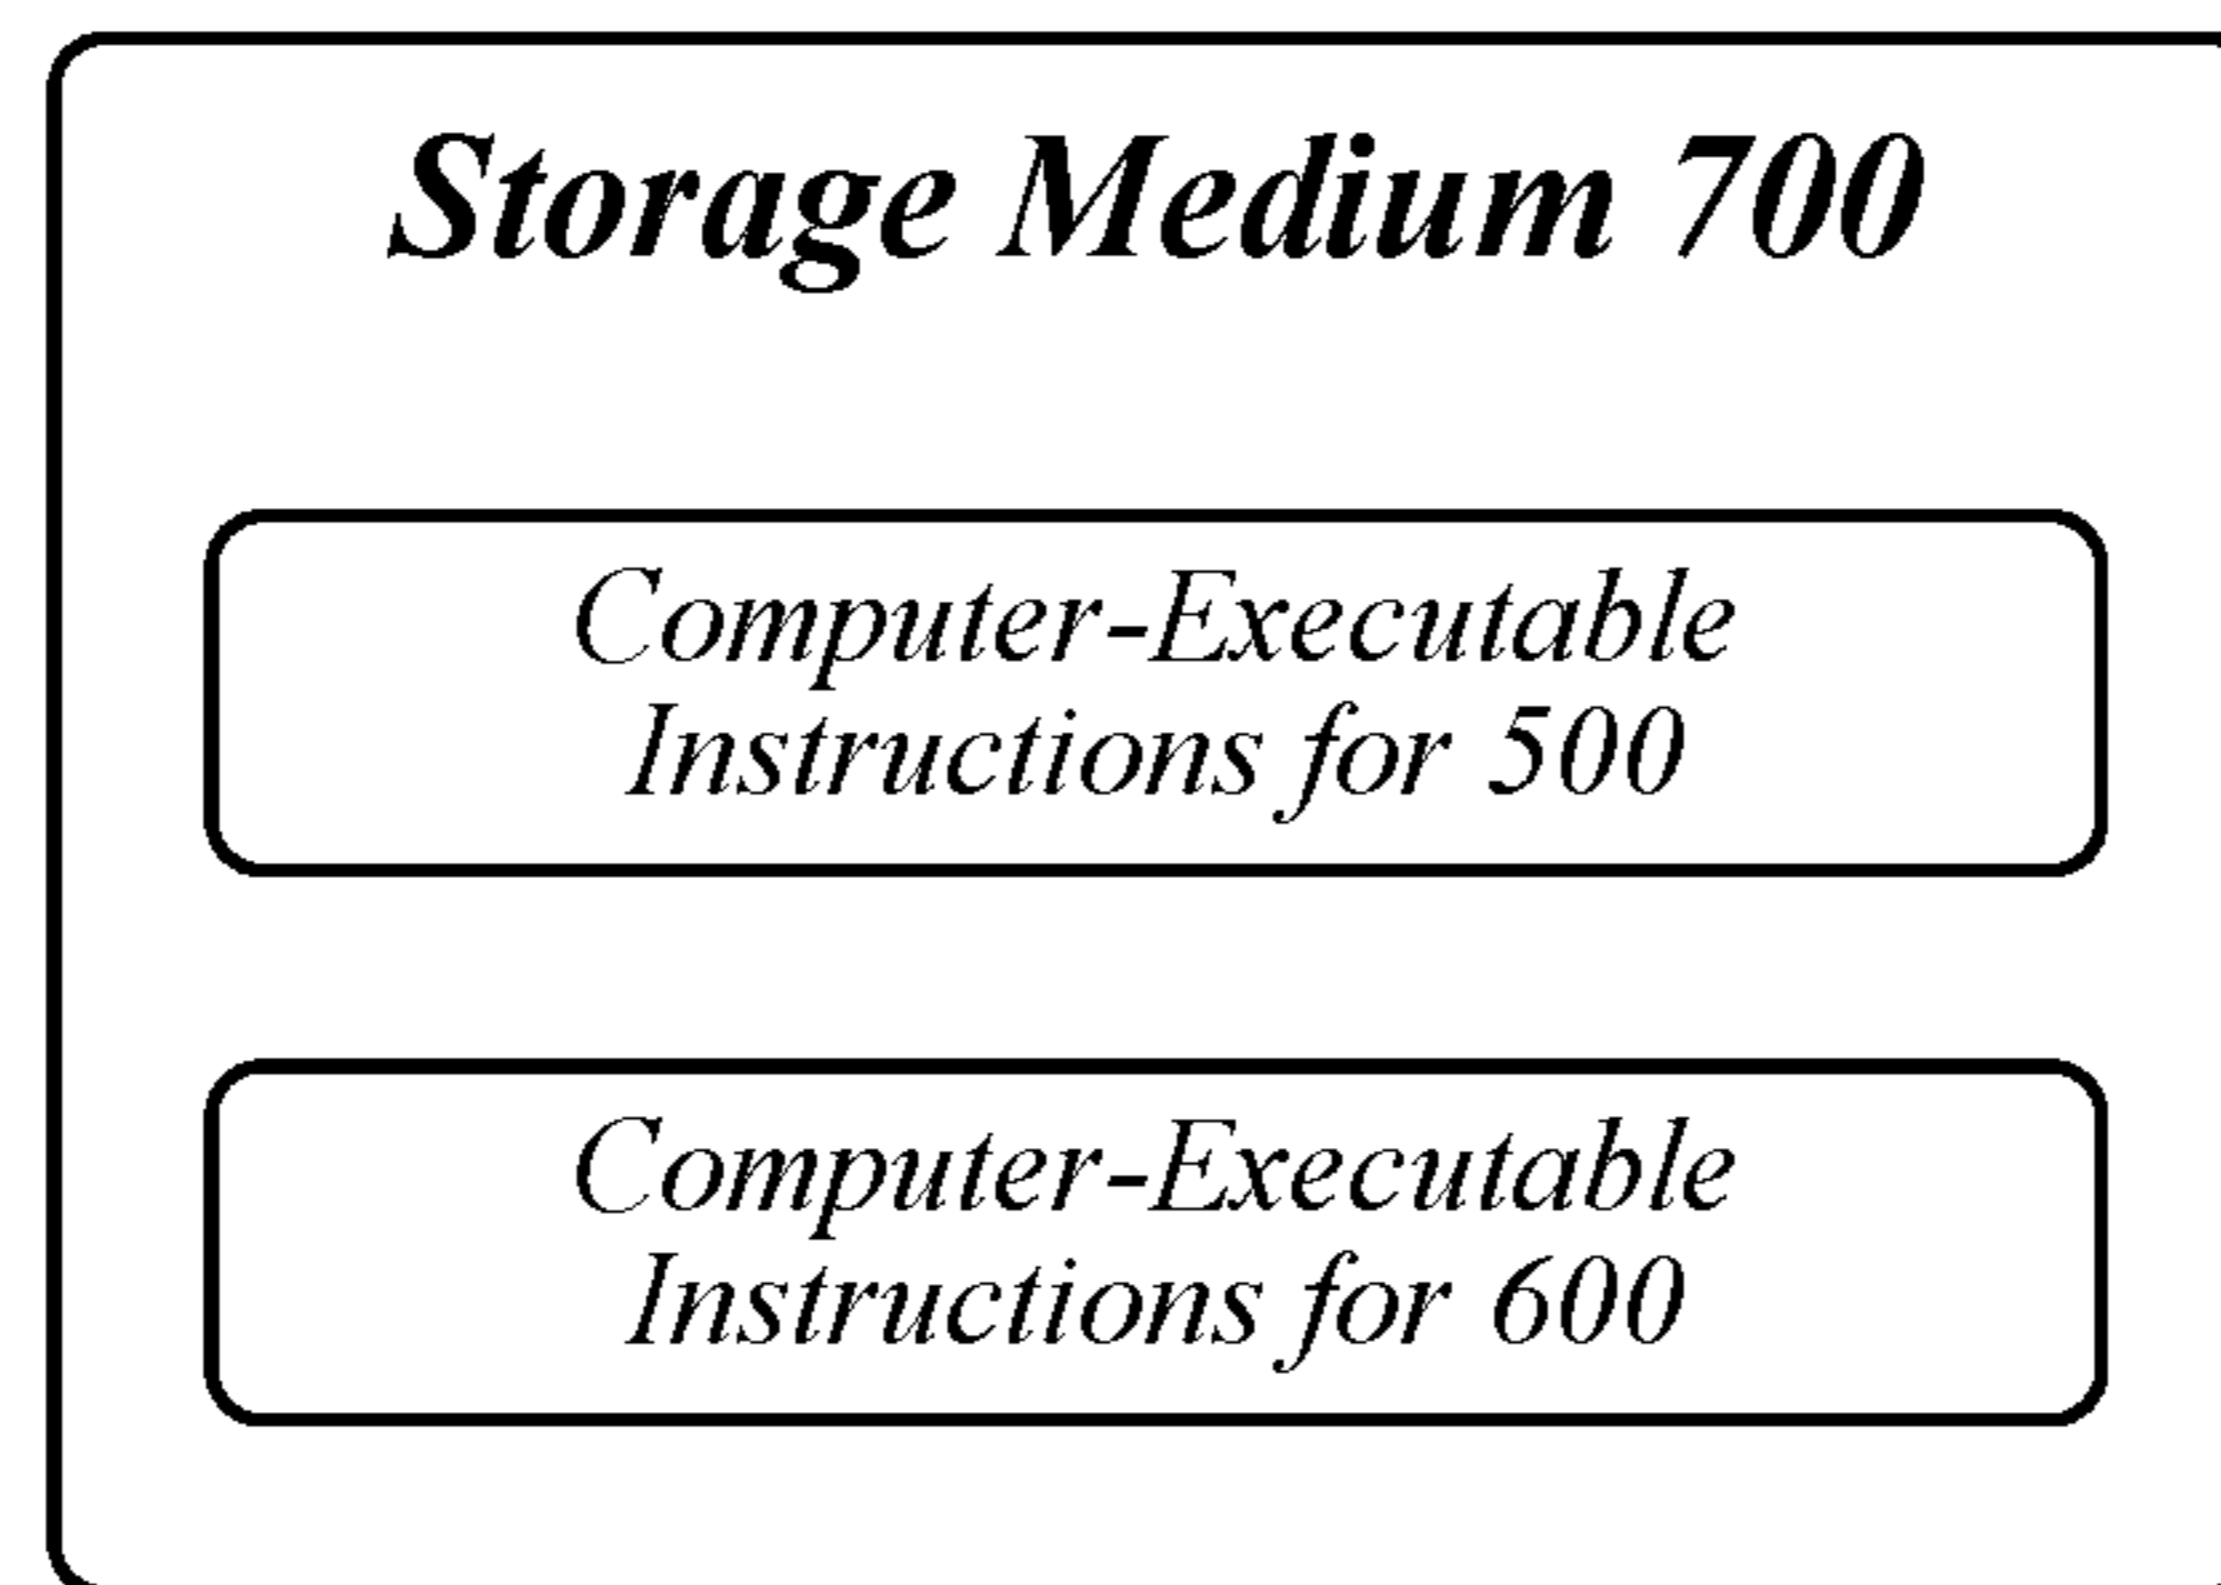 Storage Medium 700
Computer-Executable
Instructions for 500
Computer-Executable
Instructions for 600